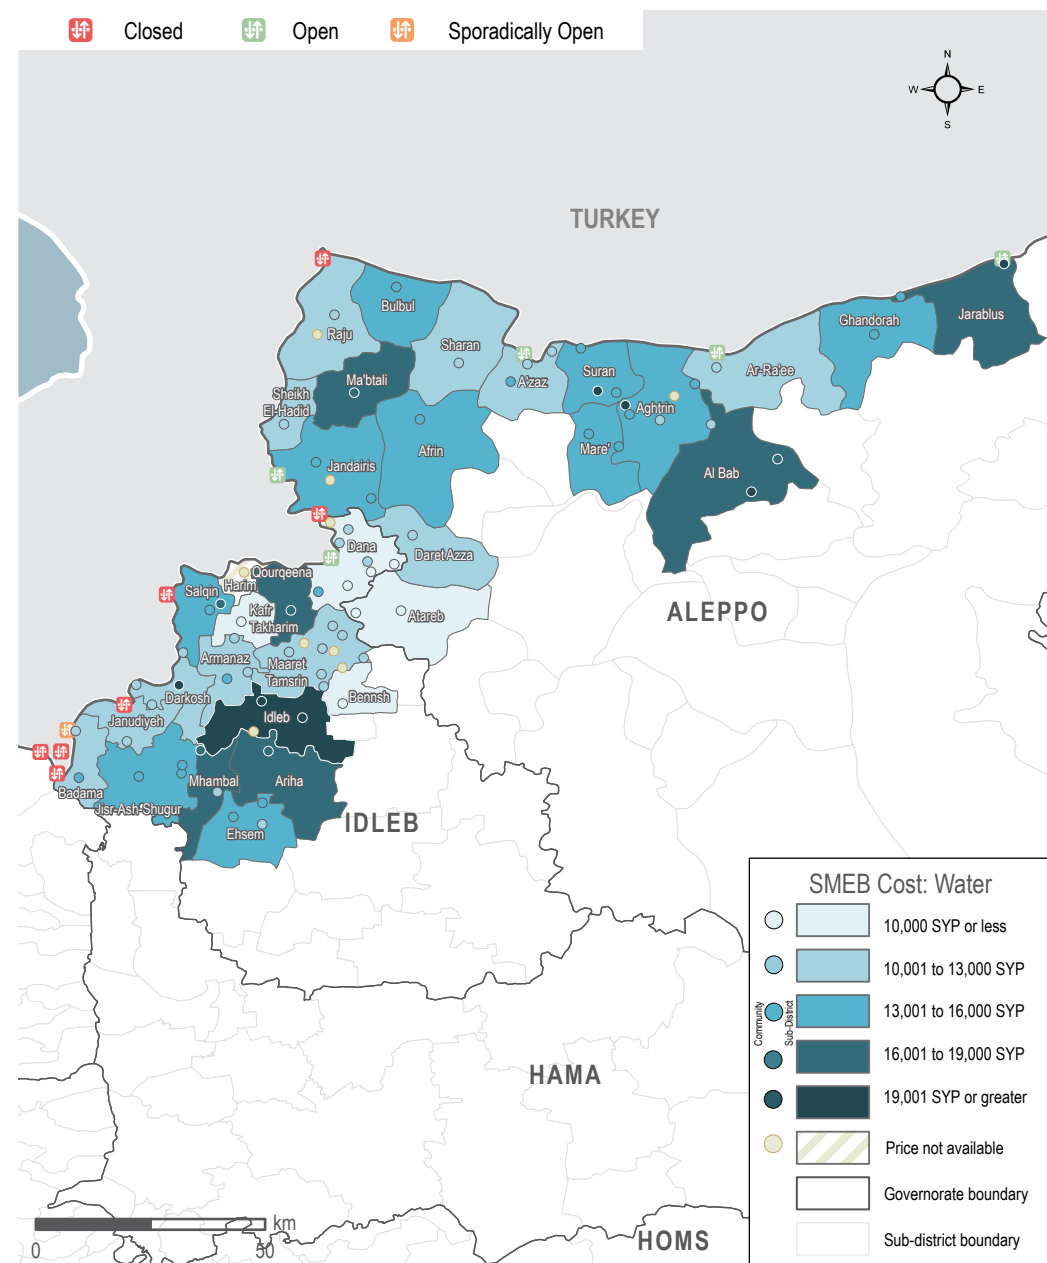 Closed
Open
Sporadically Open
N
W
E
S
TURKEY
Bulbul
Raju
Sharan
Ma'btali
Sheikh
El-Hadid
A'zaz
Suran
Aghtrin
Ar-Ra'ee
Ghandorah
Jarablus
Jandairis
Afrin
Mare'
Al Bab
Dana
Daret Azza
Qourqeena
Harim
Salqin
Kafr
Takharim
Atareb
ALEPPO
Armanaz
Maaret
Tamsrin
Darkosh
Bennsh
Janudiyeh
Idleb
Badama
Jisr-Ash-Shugur
Mhambal
Ariha
Ehsem
IDLEB
HAMA
HOMS
SMEB Cost: Water
10,000 SYP or less
10,001 to 13,000 SYP
Community
Sub-District
13,001 to 16,000 SYP
16,001 to 19,000 SYP
19,001 SYP or greater
Price not available
Governorate boundary
Sub-district boundary
km
0
50